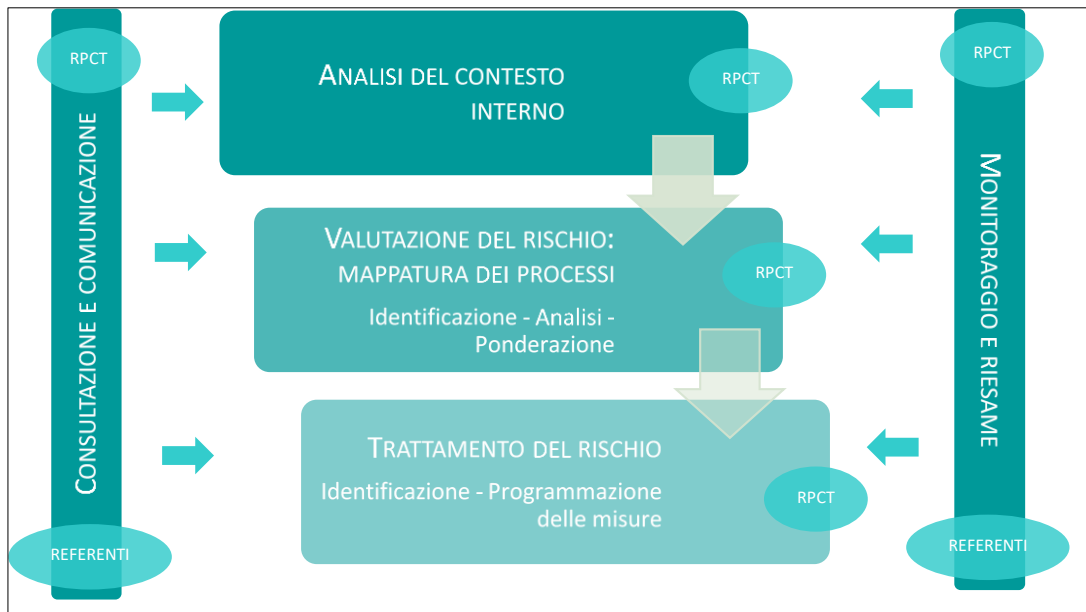 RPCT
CONSULTAZIONE E COMUNICAZIONE
REFERENTI
ANALISI DEL CONTESTO
INTERNO
RPCT
VALUTAZIONE DEL RISCHIO:
MAPPATURA DEI PROCESSI
Identificazione - Analisi -
Ponderazione
RPCT
TRATTAMENTO DEL RISCHIO
Identificazione - Programmazione
delle misure
RPCT
RPCT
MONITORAGGIO E RIESAME
REFERENTI